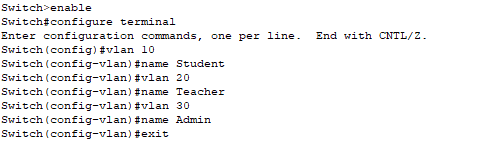 Switch>enable
Switch#configure terminal
Enter configuration commands, one per line.  End with CNTL/Z.
Switch(config)#vlan 10
Switch(config-vlan)#name Student
Switch(config-vlan)#vlan 20
Switch(config-vlan)#name Teacher
Switch(config-vlan)#vlan 30
Switch(config-vlan)#name Admin
Switch(config-vlan)#exit